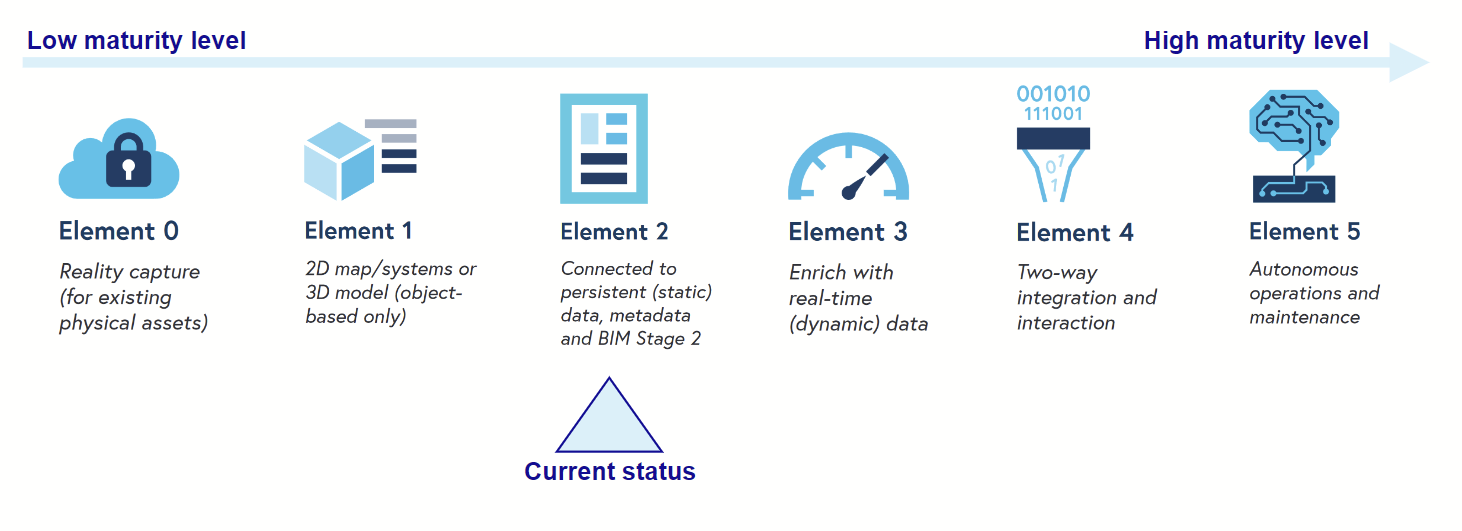 Low maturity level
High maturity level
001010
111001
01
1
Element 0
Reality capture
(for existing
physical assets)
Element 1
2D map/systems or
3D model (object-
based only)
Element 2
Connected to
persistent (static)
data, metadata
and BIM Stage 2
Element 3
Enrich with
real-time
(dynamic) data
Element 4
Two-way
integration and
interaction
Element 5
Autonomous
operations and
maintenance
Current status